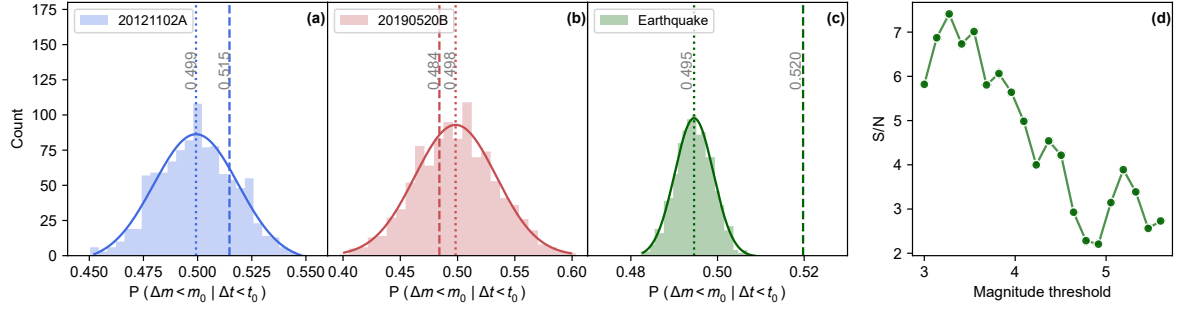 20121102A
(a)
0.499
0.515
Count
175
150
125
100
75
50
25
0
0.450
0.475
0.500
0.525
0.550
P (Δm < m₀ | Δt < t₀)
20190520B
(b)
0.484
0.498
0.40
0.45
0.50
0.55
0.60
P (Δm < m₀ | Δt < t₀)
Earthquake
(c)
0.495
0.520
0.48
0.50
0.52
P (Δm < m₀ | Δt < t₀)
(d)
S/N
7
6
5
4
3
2
3
4
5
Magnitude threshold